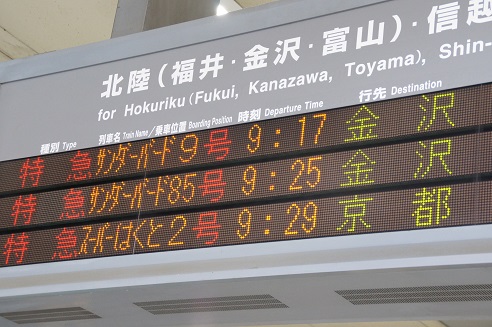 北陸(福井・金沢・富山)・信越
for Hokuriku (Fukui, Kanazawa, Toyama), Shin-
種別 Type 列車名 Train Name/乗車位置 Boarding Position 時刻 Departure Time 行先 Destination
特急 サンダーバード9号 9:17 金沢
特急 サンダーバード85号 9:25 金沢
特急 スーパーはくと2号 9:29 京都